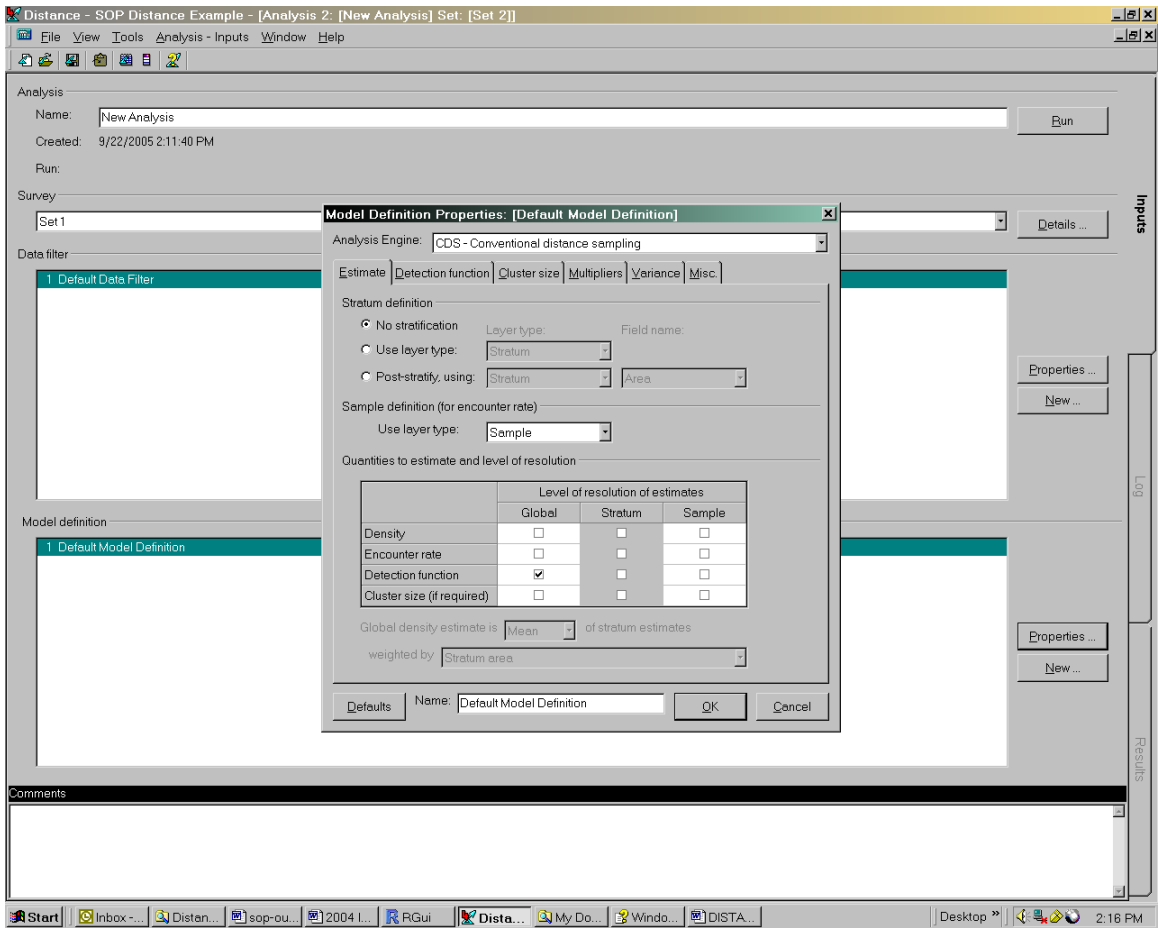 Distance - SOP Distance Example - [Analysis 2: [New Analysis] Set: [Set 2]]
File View Tools Analysis - Inputs Window Help
Analysis
Name: New Analysis Run
Created: 9/22/2005 2:11:40 PM
Run:
Survey
Set 1 Details ...
Data filter
1 Default Data Filter
Properties ...
New ...
Model definition
1 Default Model Definition
Properties ...
New ...
Comments
Inputs
Log
Results
Model Definition Properties: [Default Model Definition]
Analysis Engine: CDS - Conventional distance sampling
Estimate Detection function Cluster size Multipliers Variance Misc.
Stratum definition
No stratification Layer type: Field name:
Use layer type: Stratum
Post-stratify, using: Stratum Area
Sample definition (for encounter rate)
Use layer type: Sample
Quantities to estimate and level of resolution
Level of resolution of estimates
Global Stratum Sample
Density
Encounter rate
Detection function
Cluster size (if required)
Global density estimate is Mean of stratum estimates
weighted by Stratum area
Defaults Name: Default Model Definition OK Cancel
Start Inbox -... Distan... sop-ou... 2004 I... RGui Dista... My Do... Windo... DISTA... Desktop » 2:16 PM